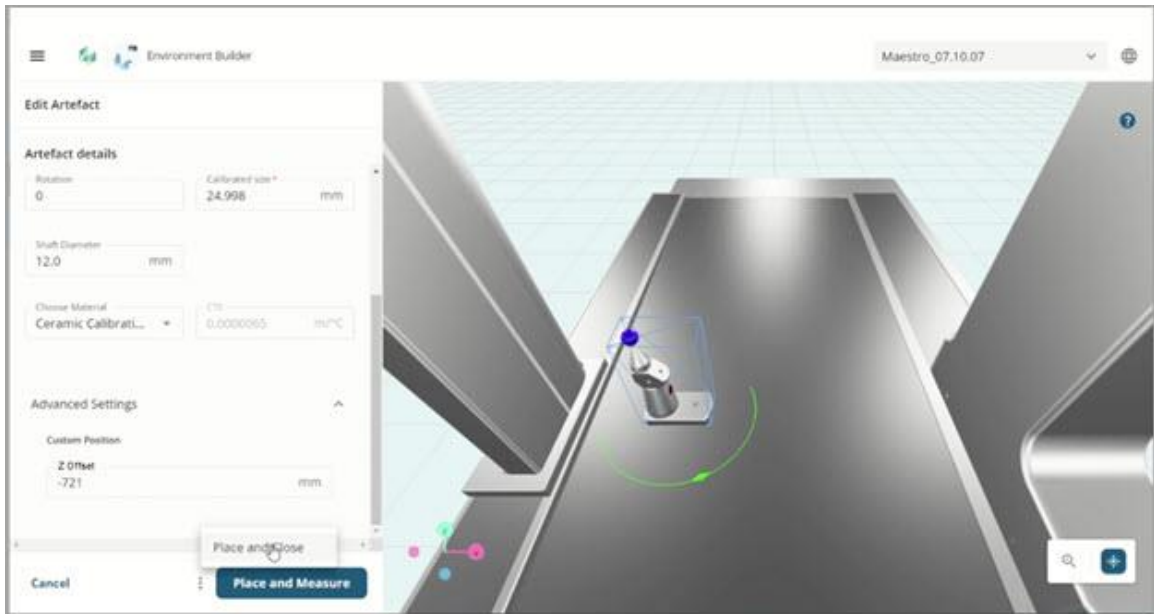 Environment Builder
Maestro_07.10.07
Edit Artefact
Artefact details
Rotation
0
Calibrated size *
24.998 mm
Shaft Diameter
12.0 mm
Choose Material
Ceramic Calibrati...
CTE
0.0000065 m/°C
Advanced Settings
Custom Position
Z Offset
-721 mm
Place and Close
Cancel
Place and Measure